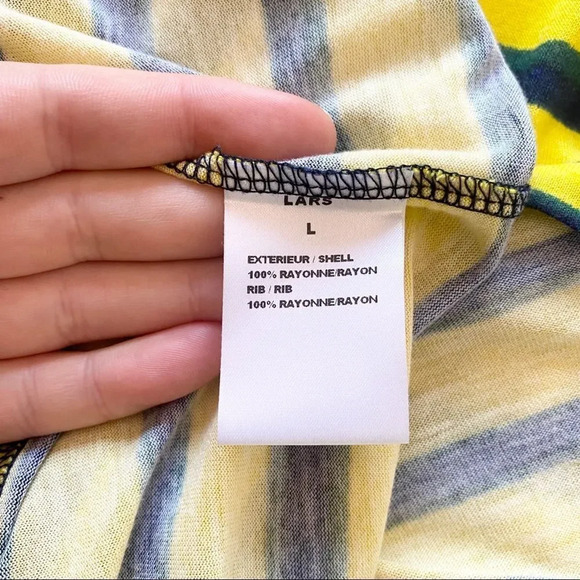 LARS
L
EXTERIEUR / SHELL
100% RAYONNE/RAYON
RIB / RIB
100% RAYONNE/RAYON